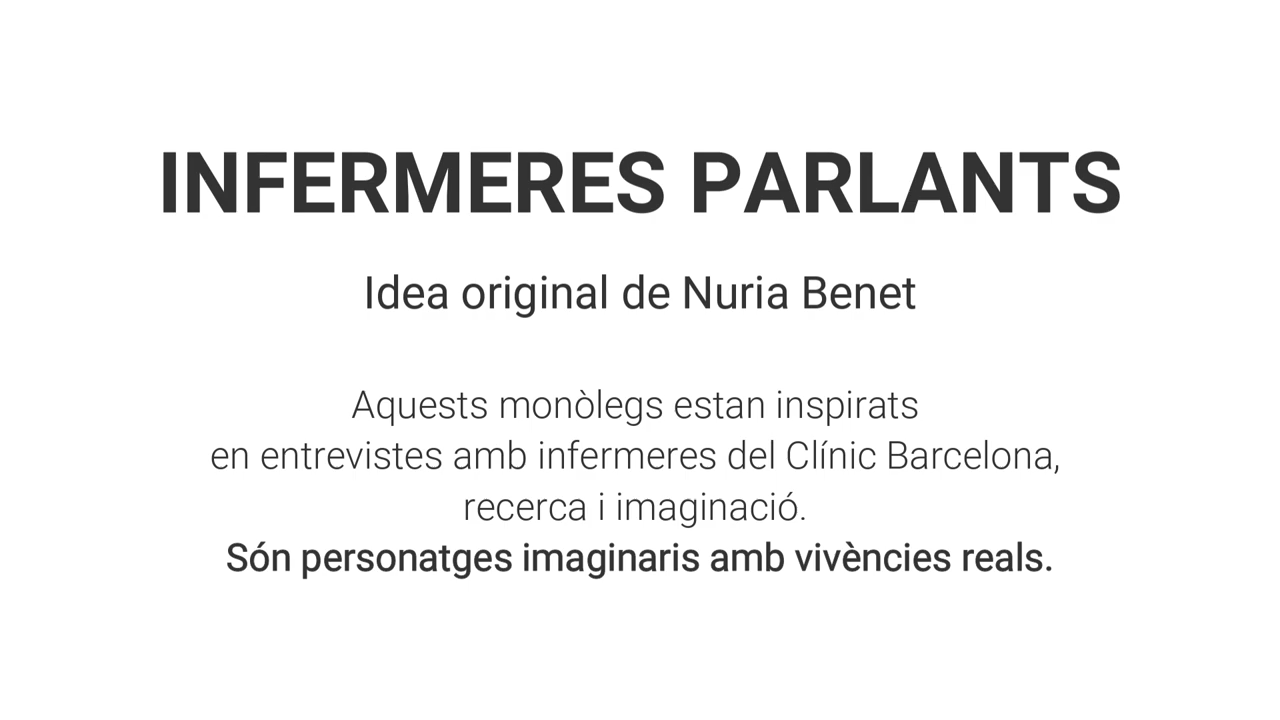 INFERMERES PARLANTS
Idea original de Nuria Benet
Aquests monòlegs estan inspirats
en entrevistes amb infermeres del Clínic Barcelona,
recerca i imaginació.
Són personatges imaginaris amb vivències reals.